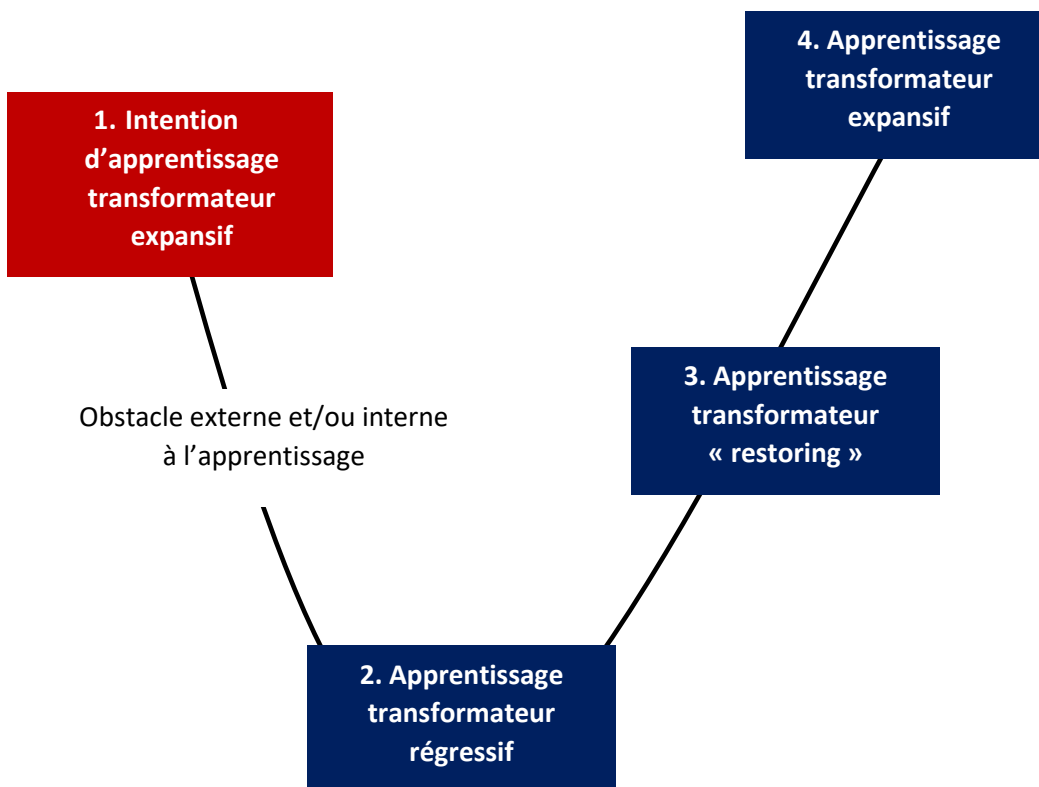 1. Intention
d’apprentissage
transformateur
expansif
Obstacle externe et/ou interne
à l’apprentissage
2. Apprentissage
transformateur
régressif
3. Apprentissage
transformateur
« restoring »
4. Apprentissage
transformateur
expansif